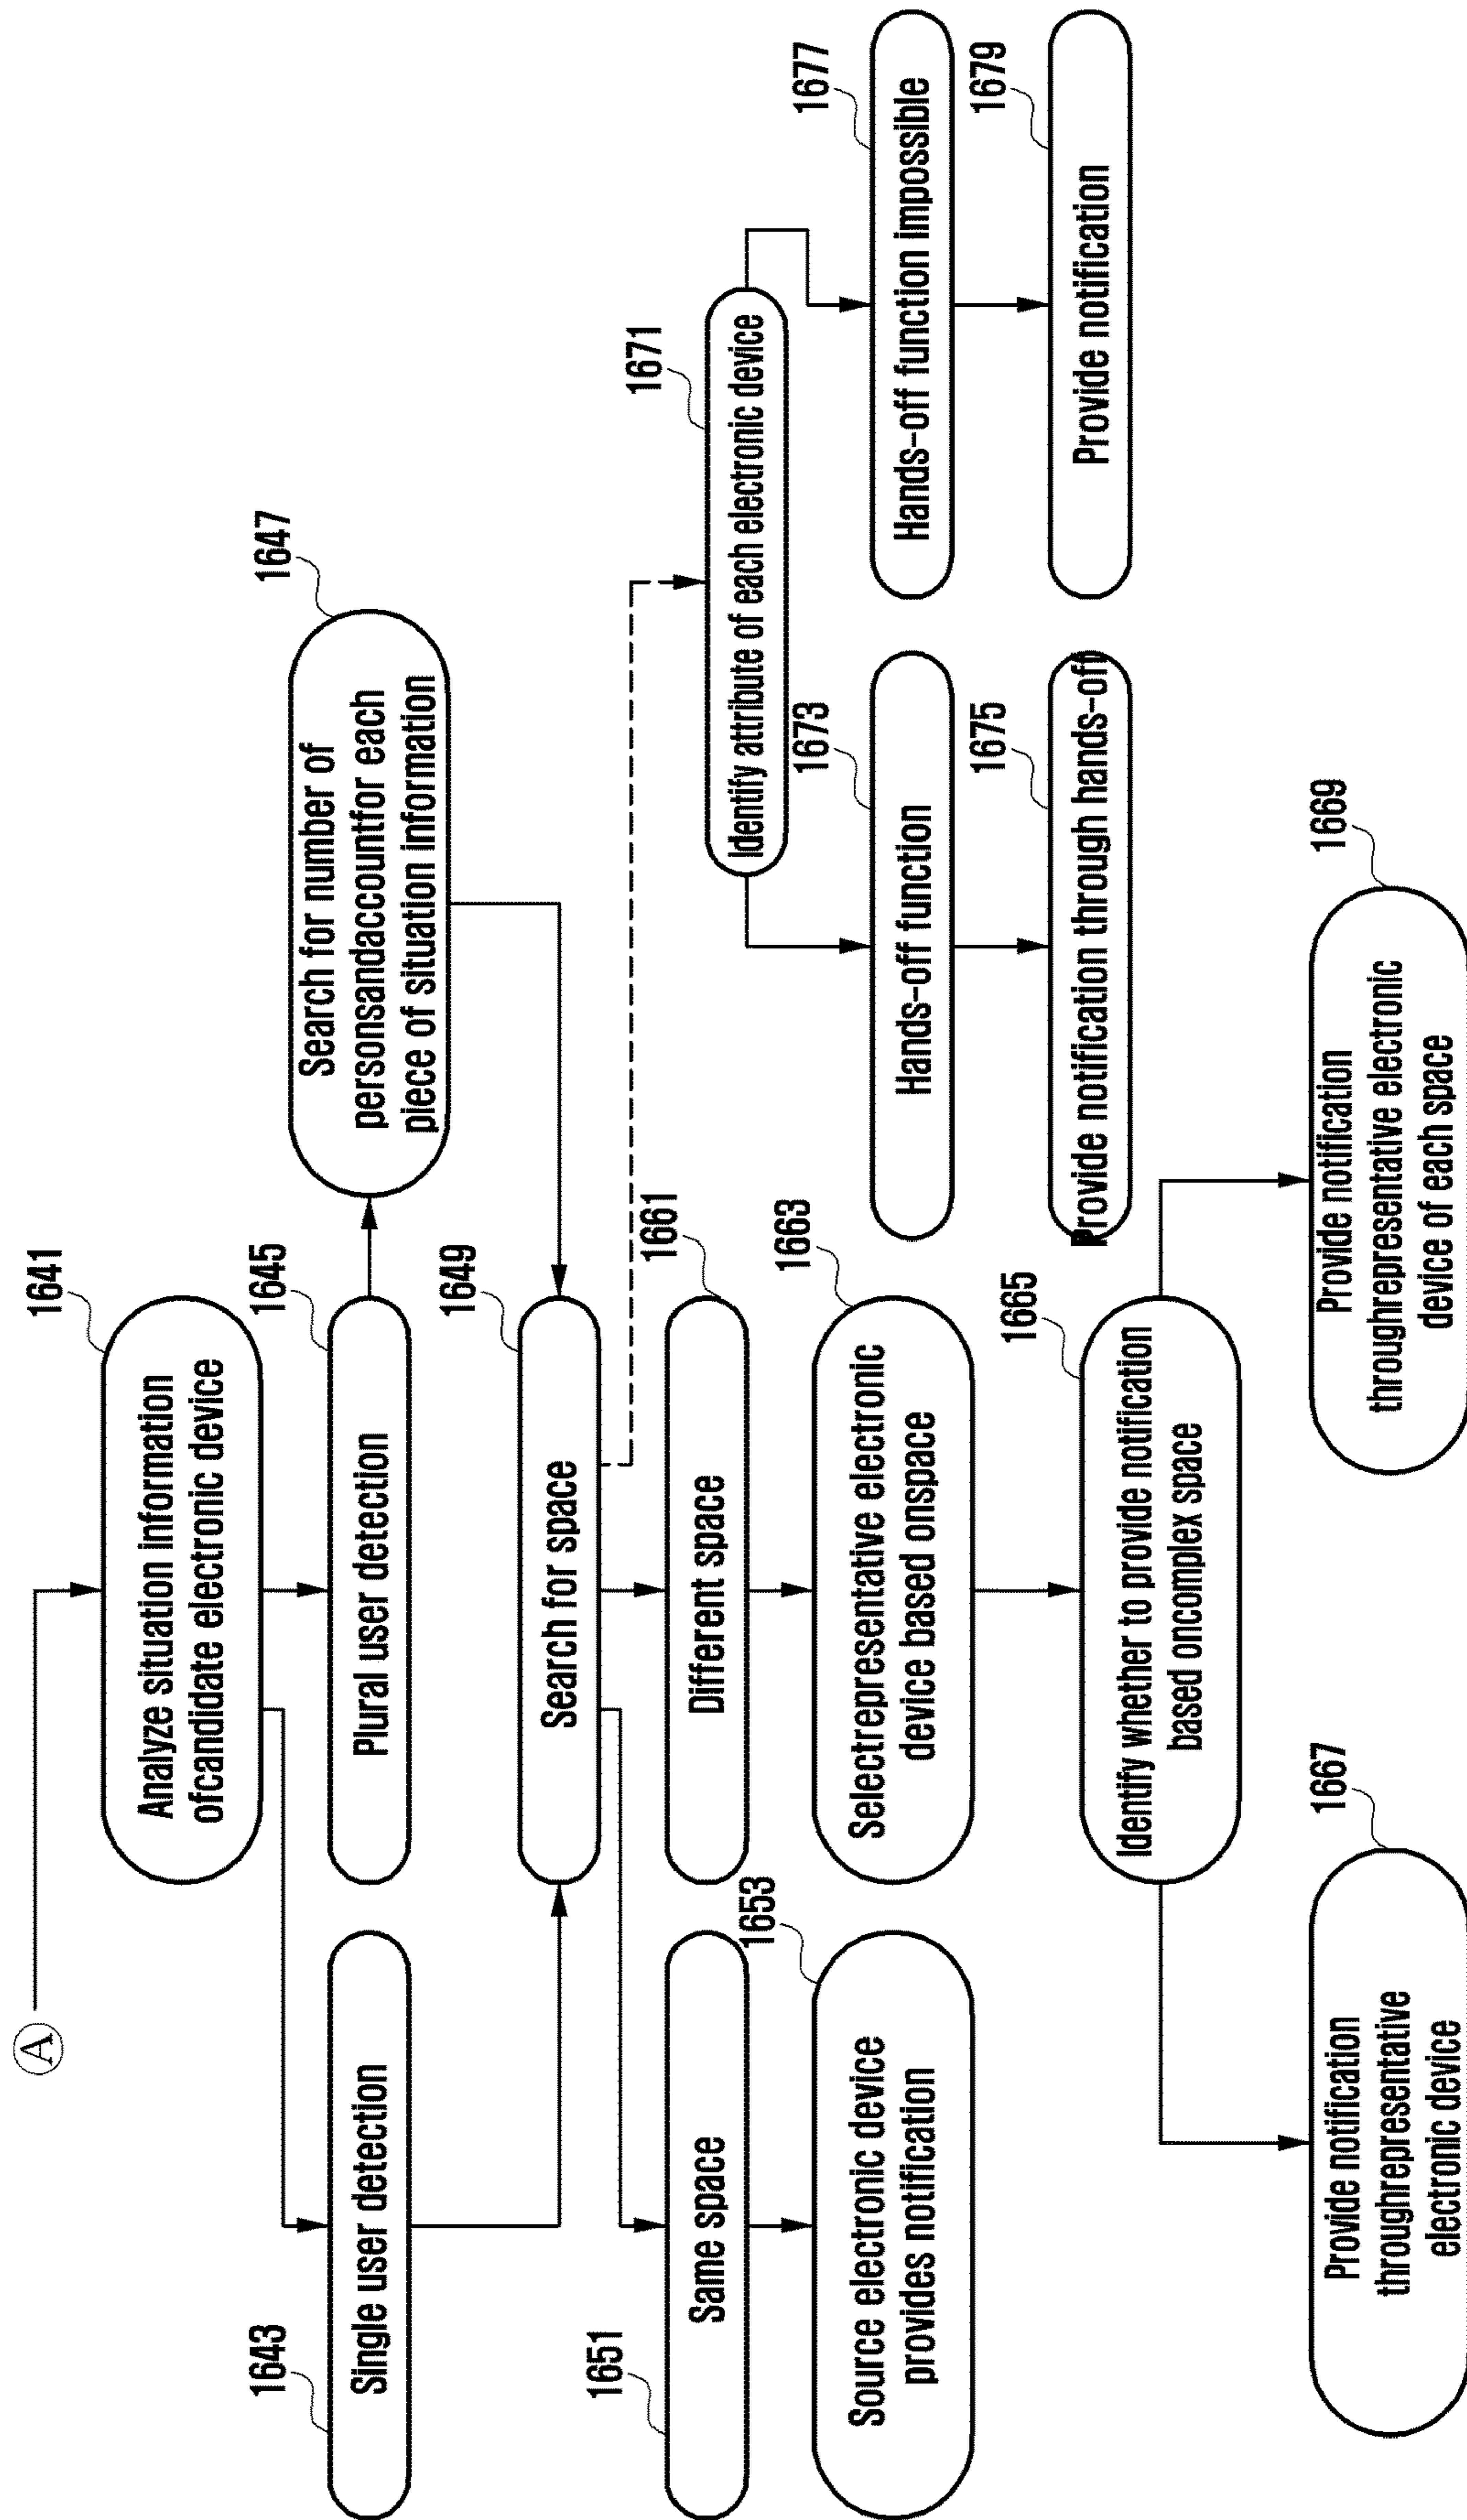 Ⓐ
1641
Analyze situation information
ofcandidate electronic device
1643
Single user detection
1645
Plural user detection
1647
Search for number of
personsandaccountfor each
piece of situation information
1649
Search for space
1651
Same space
1653
Source electronic device
provides notification
1661
Different space
1663
Selectrepresentative electronic
device based onspace
1665
Identify whether to provide notification
based oncomplex space
1667
Provide notification
throughrepresentative
electronic device
1669
Provide notification
throughrepresentative electronic
device of each space
1671
Identify attribute of each electronic device
1673
Hands-off function
1675
Provide notification through hands-off
1677
Hands-off function impossible
1679
Provide notification